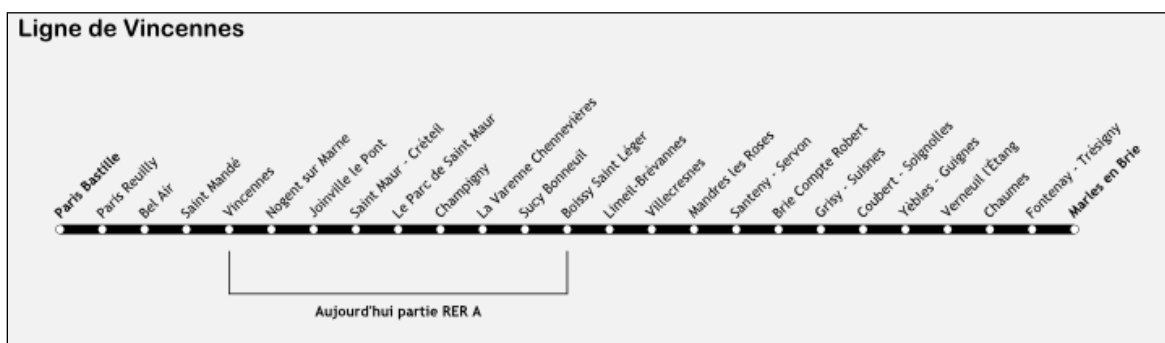 Ligne de Vincennes
Paris Bastille
Paris Reuilly
Bel Air
Saint Mandé
Vincennes
Nogent sur Marne
Joinville le Pont
Saint Maur - Créteil
Le Parc de Saint Maur
Champigny
La Varenne Chennevières
Sucy Bonneuil
Boissy Saint Léger
Limeil-Brévannes
Villecresnes
Mandres les Roses
Santeny - Servon
Brie Compte Robert
Grisy - Suisnes
Coubert - Soignolles
Yèbles - Guignes
Verneuil l'Étang
Chaumes
Fontenay - Trésigny
Marles en Brie
Aujourd'hui partie RER A